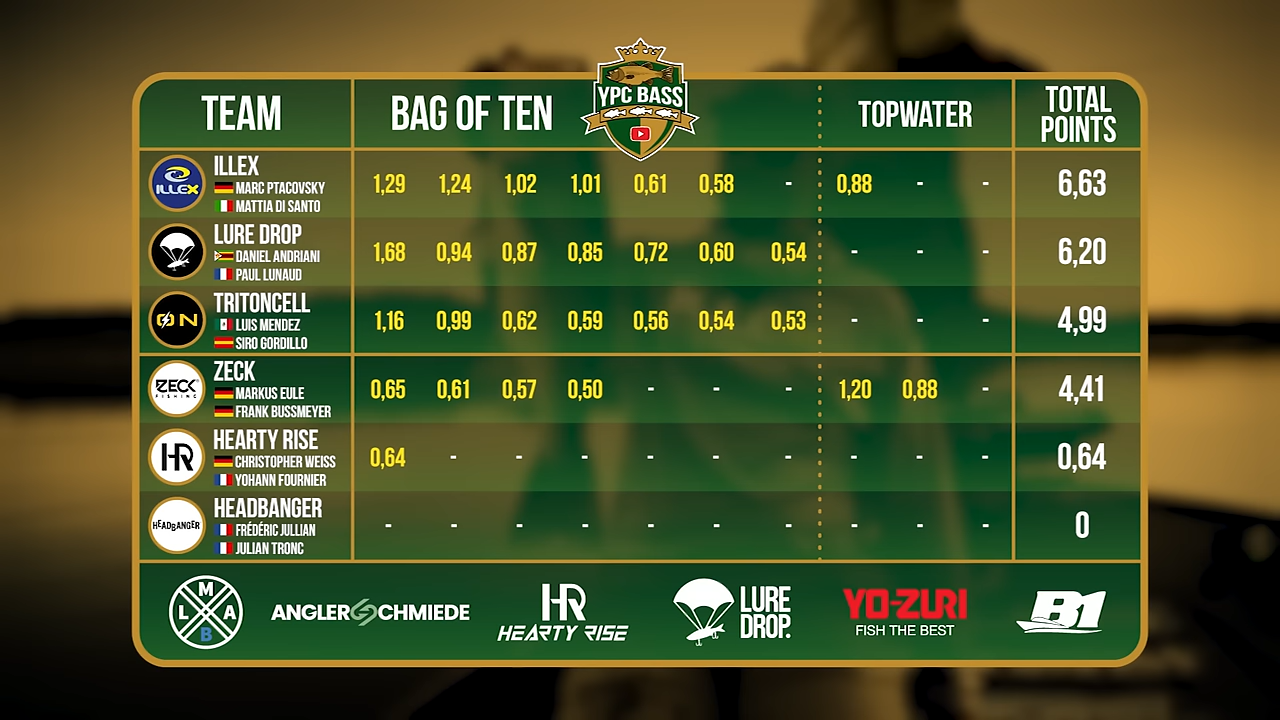 TEAM BAG OF TEN YPC BASS TOPWATER TOTAL POINTS
ILLEX
ILLEX
MARC PTACOVSKY
MATTIA DI SANTO
1,29 1,24 1,02 1,01 0,61 0,58 - 0,88 - - 6,63
LURE DROP
DANIEL ANDRIANI
PAUL LUNAUD
1,68 0,94 0,87 0,85 0,72 0,60 0,54 - - - 6,20
ON
TRITONCELL
LUIS MENDEZ
SIRO GORDILLO
1,16 0,99 0,62 0,59 0,56 0,54 0,53 - - - 4,99
ZECK
FISHING
ZECK
MARKUS EULE
FRANK BUSSMEYER
0,65 0,61 0,57 0,50 - - - 1,20 0,88 - 4,41
HR
HEARTY RISE
CHRISTOPHER WEISS
YOHANN FOURNIER
0,64 - - - - - - - - - 0,64
HEADBANGER
HEADBANGER
FRÉDÉRIC JULLIAN
JULIAN TRONC
- - - - - - - - - - 0
M
L A
B
ANGLERSCHMIEDE
HR
HEARTY RISE
LURE
DROP.
YO-ZURI
FISH THE BEST
B1